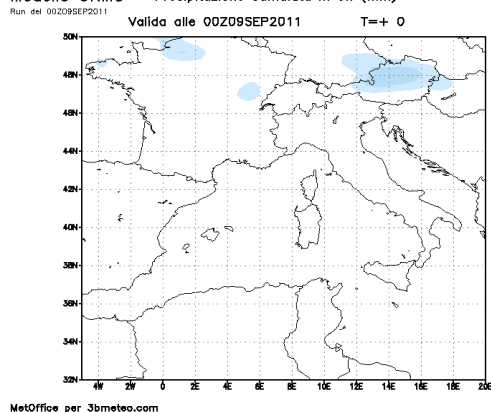 Run del 00Z09SEP2011
Valida alle 00Z09SEP2011 T=+ 0
50N
48N
46N
44N
42N
40N
38N
36N
34N
32N
4W 2W 0 2E 4E 6E 8E 10E 12E 14E 16E 18E 20E
MetOffice per 3bmeteo.com